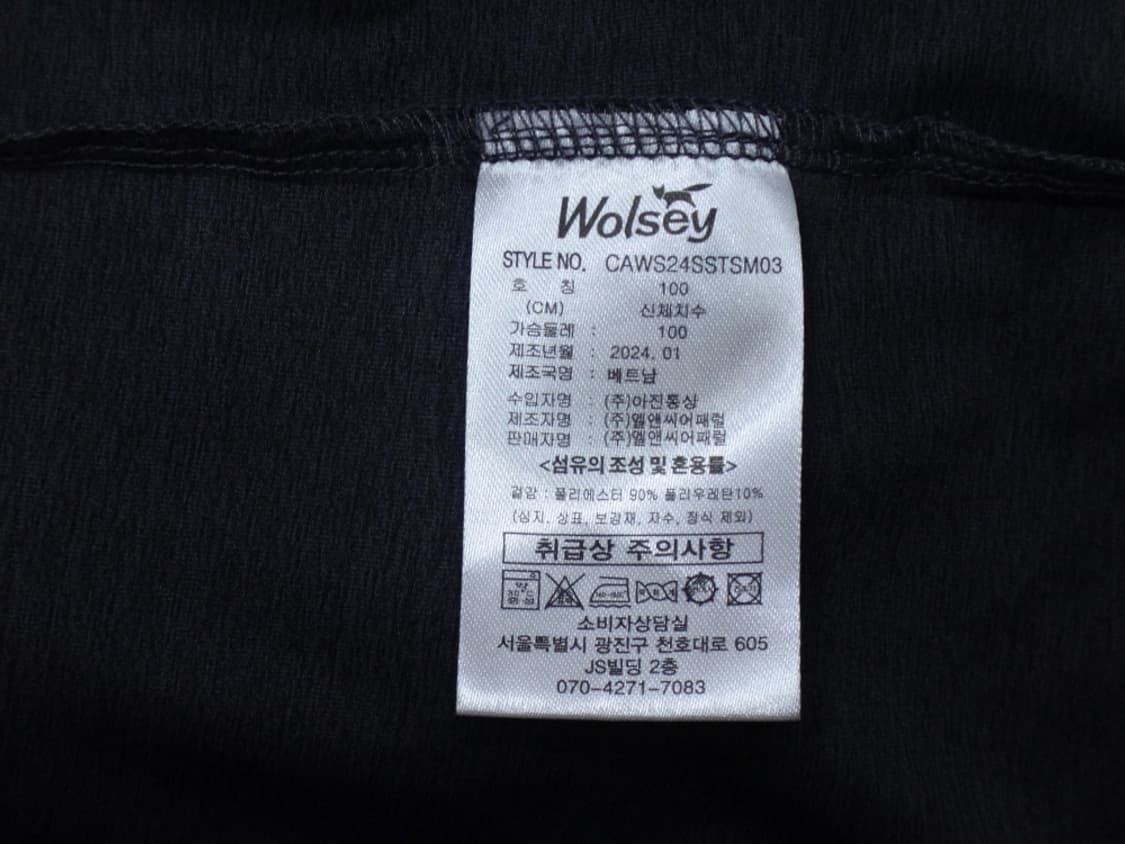 Wolsey
STYLE NO. CAWS24SSTSM03
호 칭 100
(CM) 신체치수
가슴둘레 : 100
제조년월 : 2024. 01
제조국명 : 베트남
수입자명 : (주)아진통상
제조자명 : (주)엘앤씨어패럴
판매자명 : (주)엘앤씨어패럴
<섬유의 조성 및 혼용률>
겉감 : 폴리에스터 90% 폴리우레탄10%
(심지, 상표, 보강재, 자수, 장식 제외)
취급상 주의사항
소비자상담실
서울특별시 광진구 천호대로 605
JS빌딩 2층
070-4271-7083